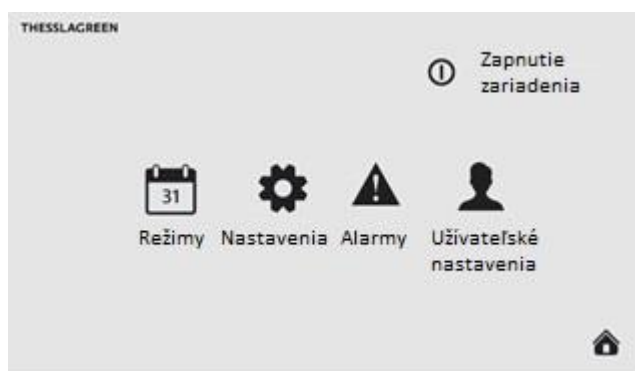 THESSLAGREEN
Zapnutie
zariadenia
31
Režimy Nastavenia Alarmy Užívateľské
nastavenia